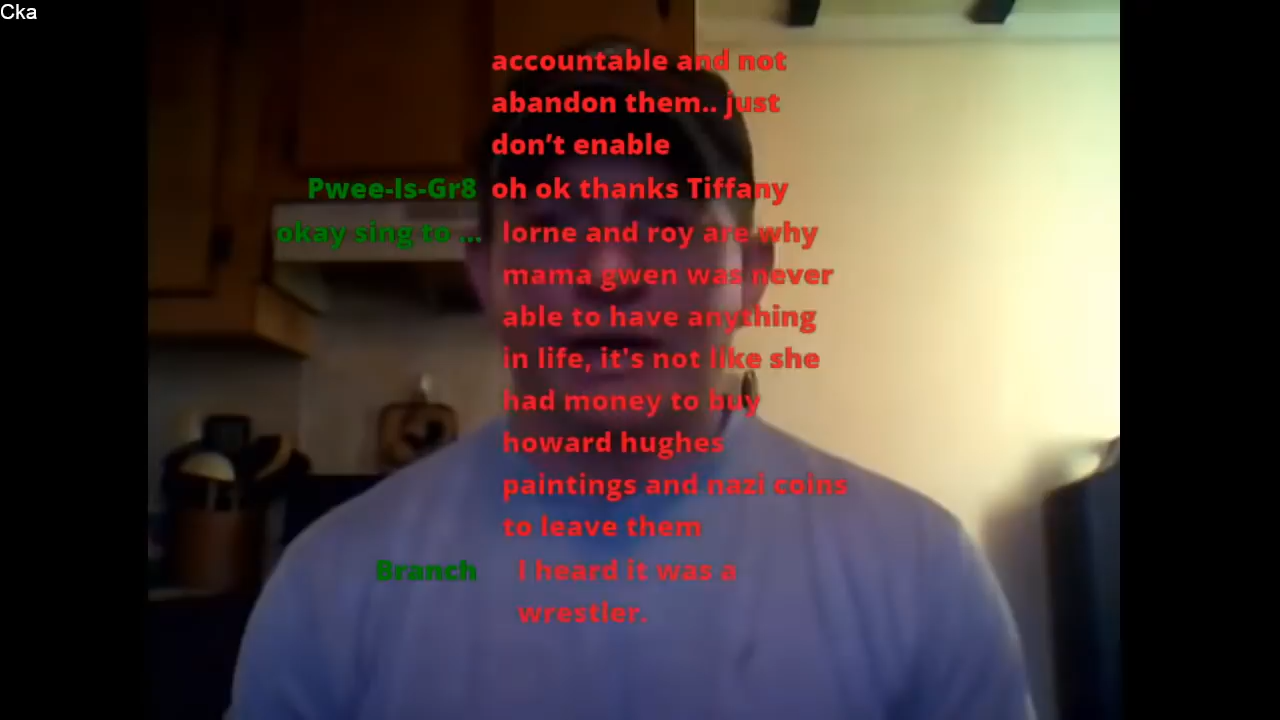 Cka
accountable and not
abandon them.. just
don’t enable
Pwee-Is-Gr8 oh ok thanks Tiffany
okay sing to ... lorne and roy are why
mama gwen was never
able to have anything
in life, it's not like she
had money to buy
howard hughes
paintings and nazi coins
to leave them
Branch I heard it was a
wrestler.